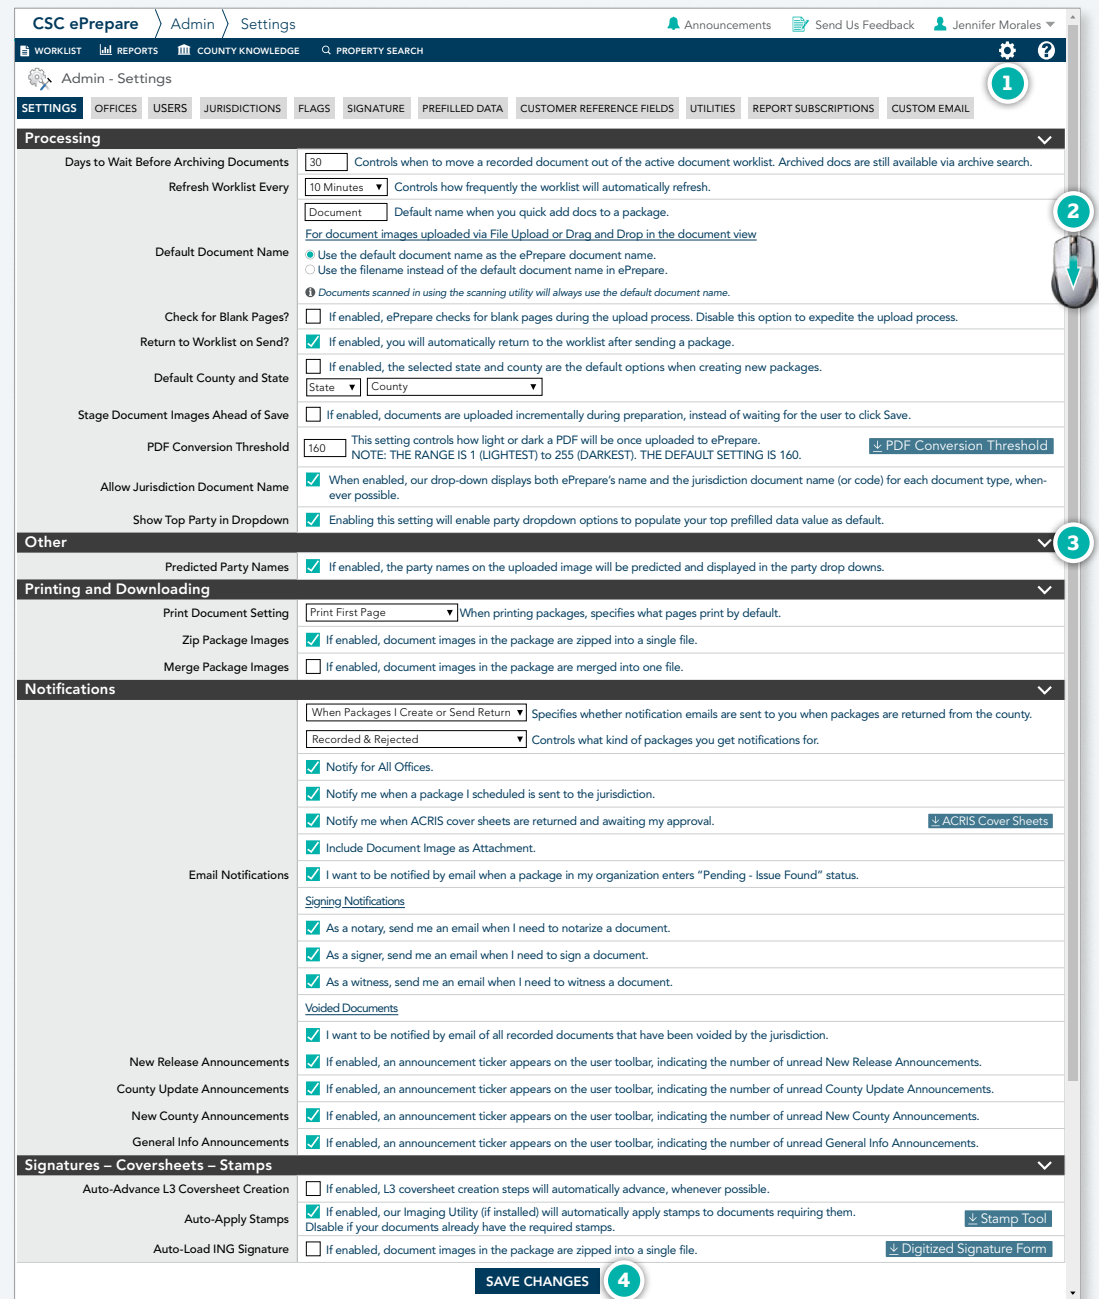 CSC ePrepare Admin Settings Announcements Send Us Feedback Jennifer Morales
WORKLIST REPORTS COUNTY KNOWLEDGE PROPERTY SEARCH
Admin - Settings
1
SETTINGS OFFICES USERS JURISDICTIONS FLAGS SIGNATURE PREFILLED DATA CUSTOMER REFERENCE FIELDS UTILITIES REPORT SUBSCRIPTIONS CUSTOM EMAIL
Processing
Days to Wait Before Archiving Documents 30 Controls when to move a recorded document out of the active document worklist. Archived docs are still available via archive search.
Refresh Worklist Every 10 Minutes Controls how frequently the worklist will automatically refresh.
Document Default name when you quick add docs to a package.
2
For document images uploaded via File Upload or Drag and Drop in the document view
Default Document Name
Use the default document name as the ePrepare document name.
Use the filename instead of the default document name in ePrepare.
Documents scanned in using the scanning utility will always use the default document name.
Check for Blank Pages? If enabled, ePrepare checks for blank pages during the upload process. Disable this option to expedite the upload process.
Return to Worklist on Send? If enabled, you will automatically return to the worklist after sending a package.
If enabled, the selected state and county are the default options when creating new packages.
Default County and State
State County
Stage Document Images Ahead of Save If enabled, documents are uploaded incrementally during preparation, instead of waiting for the user to click Save.
This setting controls how light or dark a PDF will be once uploaded to ePrepare.
PDF Conversion Threshold 160 PDF Conversion Threshold
NOTE: THE RANGE IS 1 (LIGHTEST) to 255 (DARKEST). THE DEFAULT SETTING IS 160.
When enabled, our drop-down displays both ePrepare's name and the jurisdiction document name (or code) for each document type, when-
Allow Jurisdiction Document Name
ever possible.
Show Top Party in Dropdown Enabling this setting will enable party dropdown options to populate your top prefilled data value as default.
Other 3
Predicted Party Names If enabled, the party names on the uploaded image will be predicted and displayed in the party drop downs.
Printing and Downloading
Print Document Setting Print First Page When printing packages, specifies what pages print by default.
Zip Package Images If enabled, document images in the package are zipped into a single file.
Merge Package Images If enabled, document images in the package are merged into one file.
Notifications
When Packages I Create or Send Return Specifies whether notification emails are sent to you when packages are returned from the county.
Recorded & Rejected Controls what kind of packages you get notifications for.
Notify for All Offices.
Notify me when a package I scheduled is sent to the jurisdiction.
Notify me when ACRIS cover sheets are returned and awaiting my approval. ACRIS Cover Sheets
Include Document Image as Attachment.
Email Notifications I want to be notified by email when a package in my organization enters "Pending - Issue Found" status.
Signing Notifications
As a notary, send me an email when I need to notarize a document.
As a signer, send me an email when I need to sign a document.
As a witness, send me an email when I need to witness a document.
Voided Documents
I want to be notified by email of all recorded documents that have been voided by the jurisdiction.
New Release Announcements If enabled, an announcement ticker appears on the user toolbar, indicating the number of unread New Release Announcements.
County Update Announcements If enabled, an announcement ticker appears on the user toolbar, indicating the number of unread County Update Announcements.
New County Announcements If enabled, an announcement ticker appears on the user toolbar, indicating the number of unread New County Announcements.
General Info Announcements If enabled, an announcement ticker appears on the user toolbar, indicating the number of unread General Info Announcements.
Signatures – Coversheets – Stamps
Auto-Advance L3 Coversheet Creation If enabled, L3 coversheet creation steps will automatically advance, whenever possible.
If enabled, our Imaging Utility (if installed) will automatically apply stamps to documents requiring them.
Auto-Apply Stamps Stamp Tool
DIsable if your documents already have the required stamps.
Auto-Load ING Signature If enabled, document images in the package are zipped into a single file. Digitized Signature Form
SAVE CHANGES 4